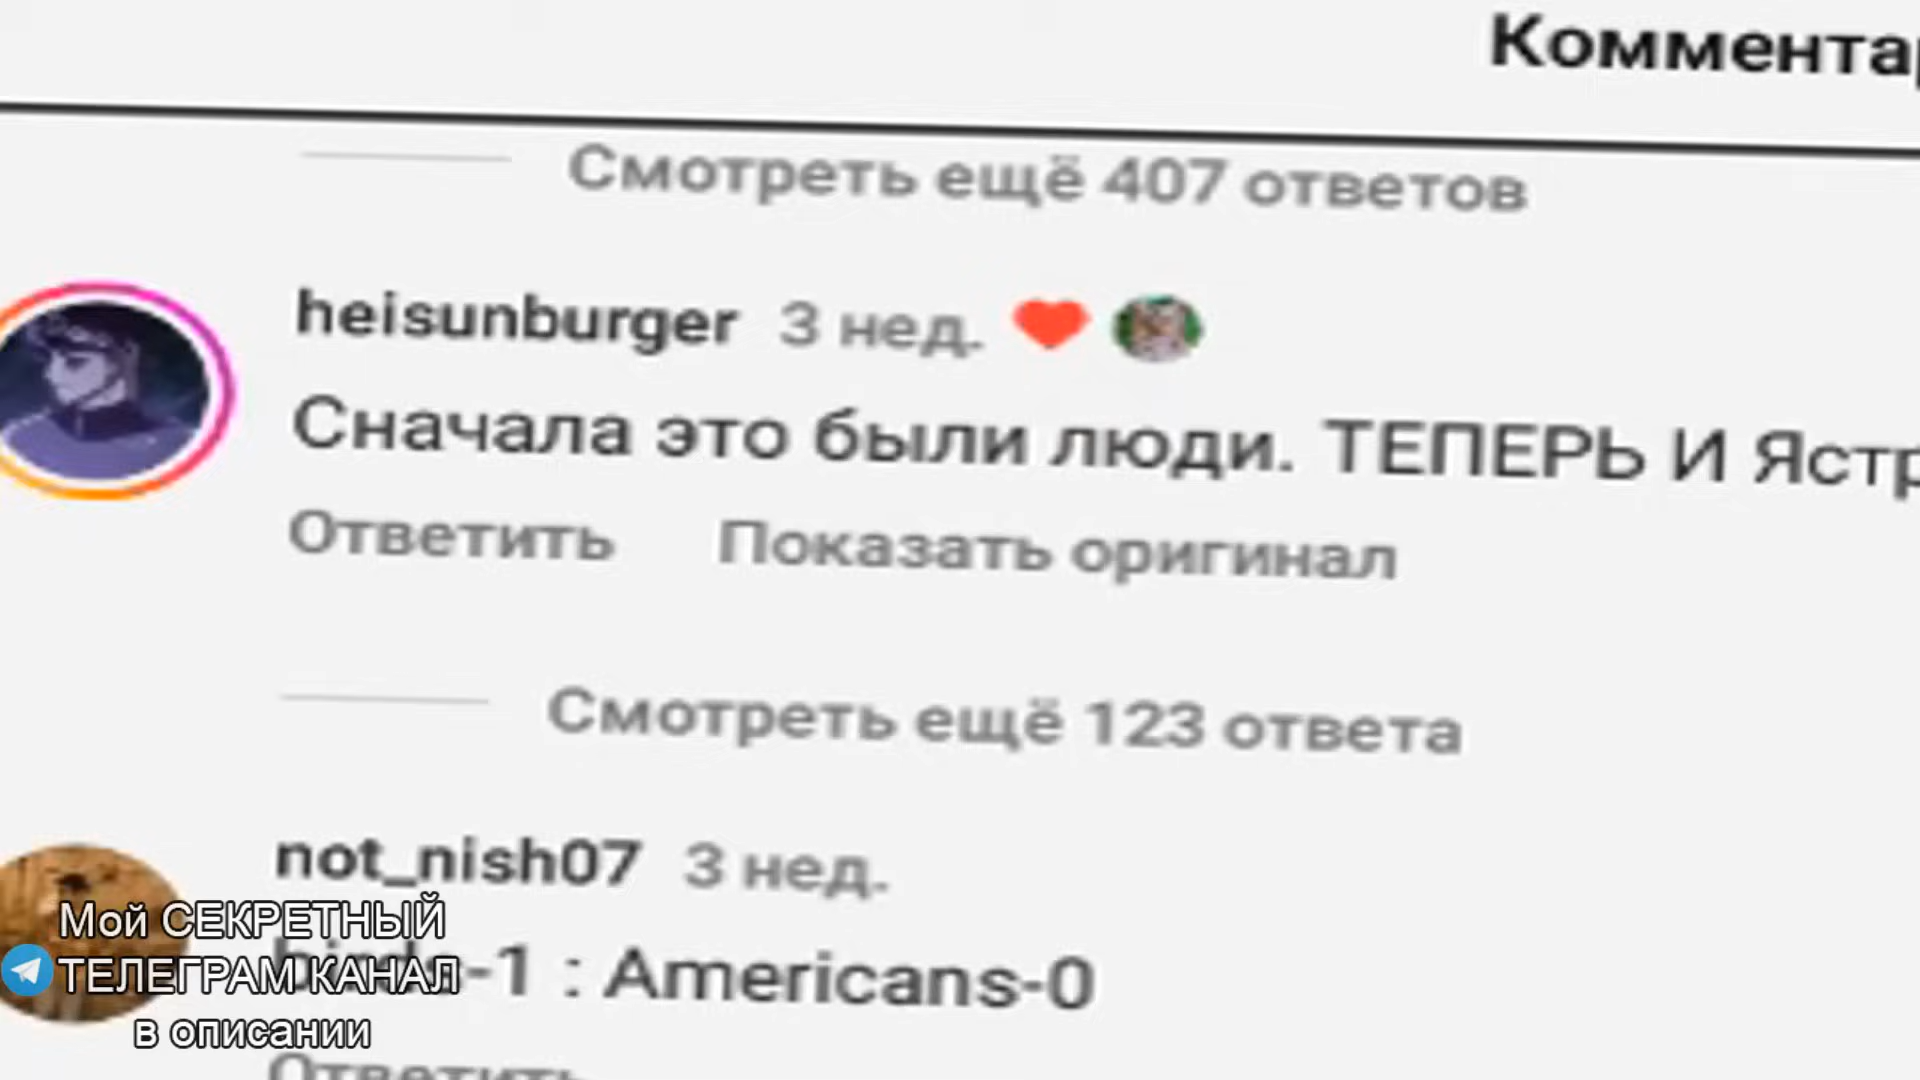 Смотреть ещё 407 ответов
heisunburger 3 нед.
Сначала это были люди. ТЕПЕРЬ И
Ответить Показать оригинал
Смотреть ещё 123 ответа
not_nish07 3 нед.
-1 : Americans-0
Мой СЕКРЕТНЫЙ
ТЕЛЕГРАМ КАНАЛ
в описании
Ответить